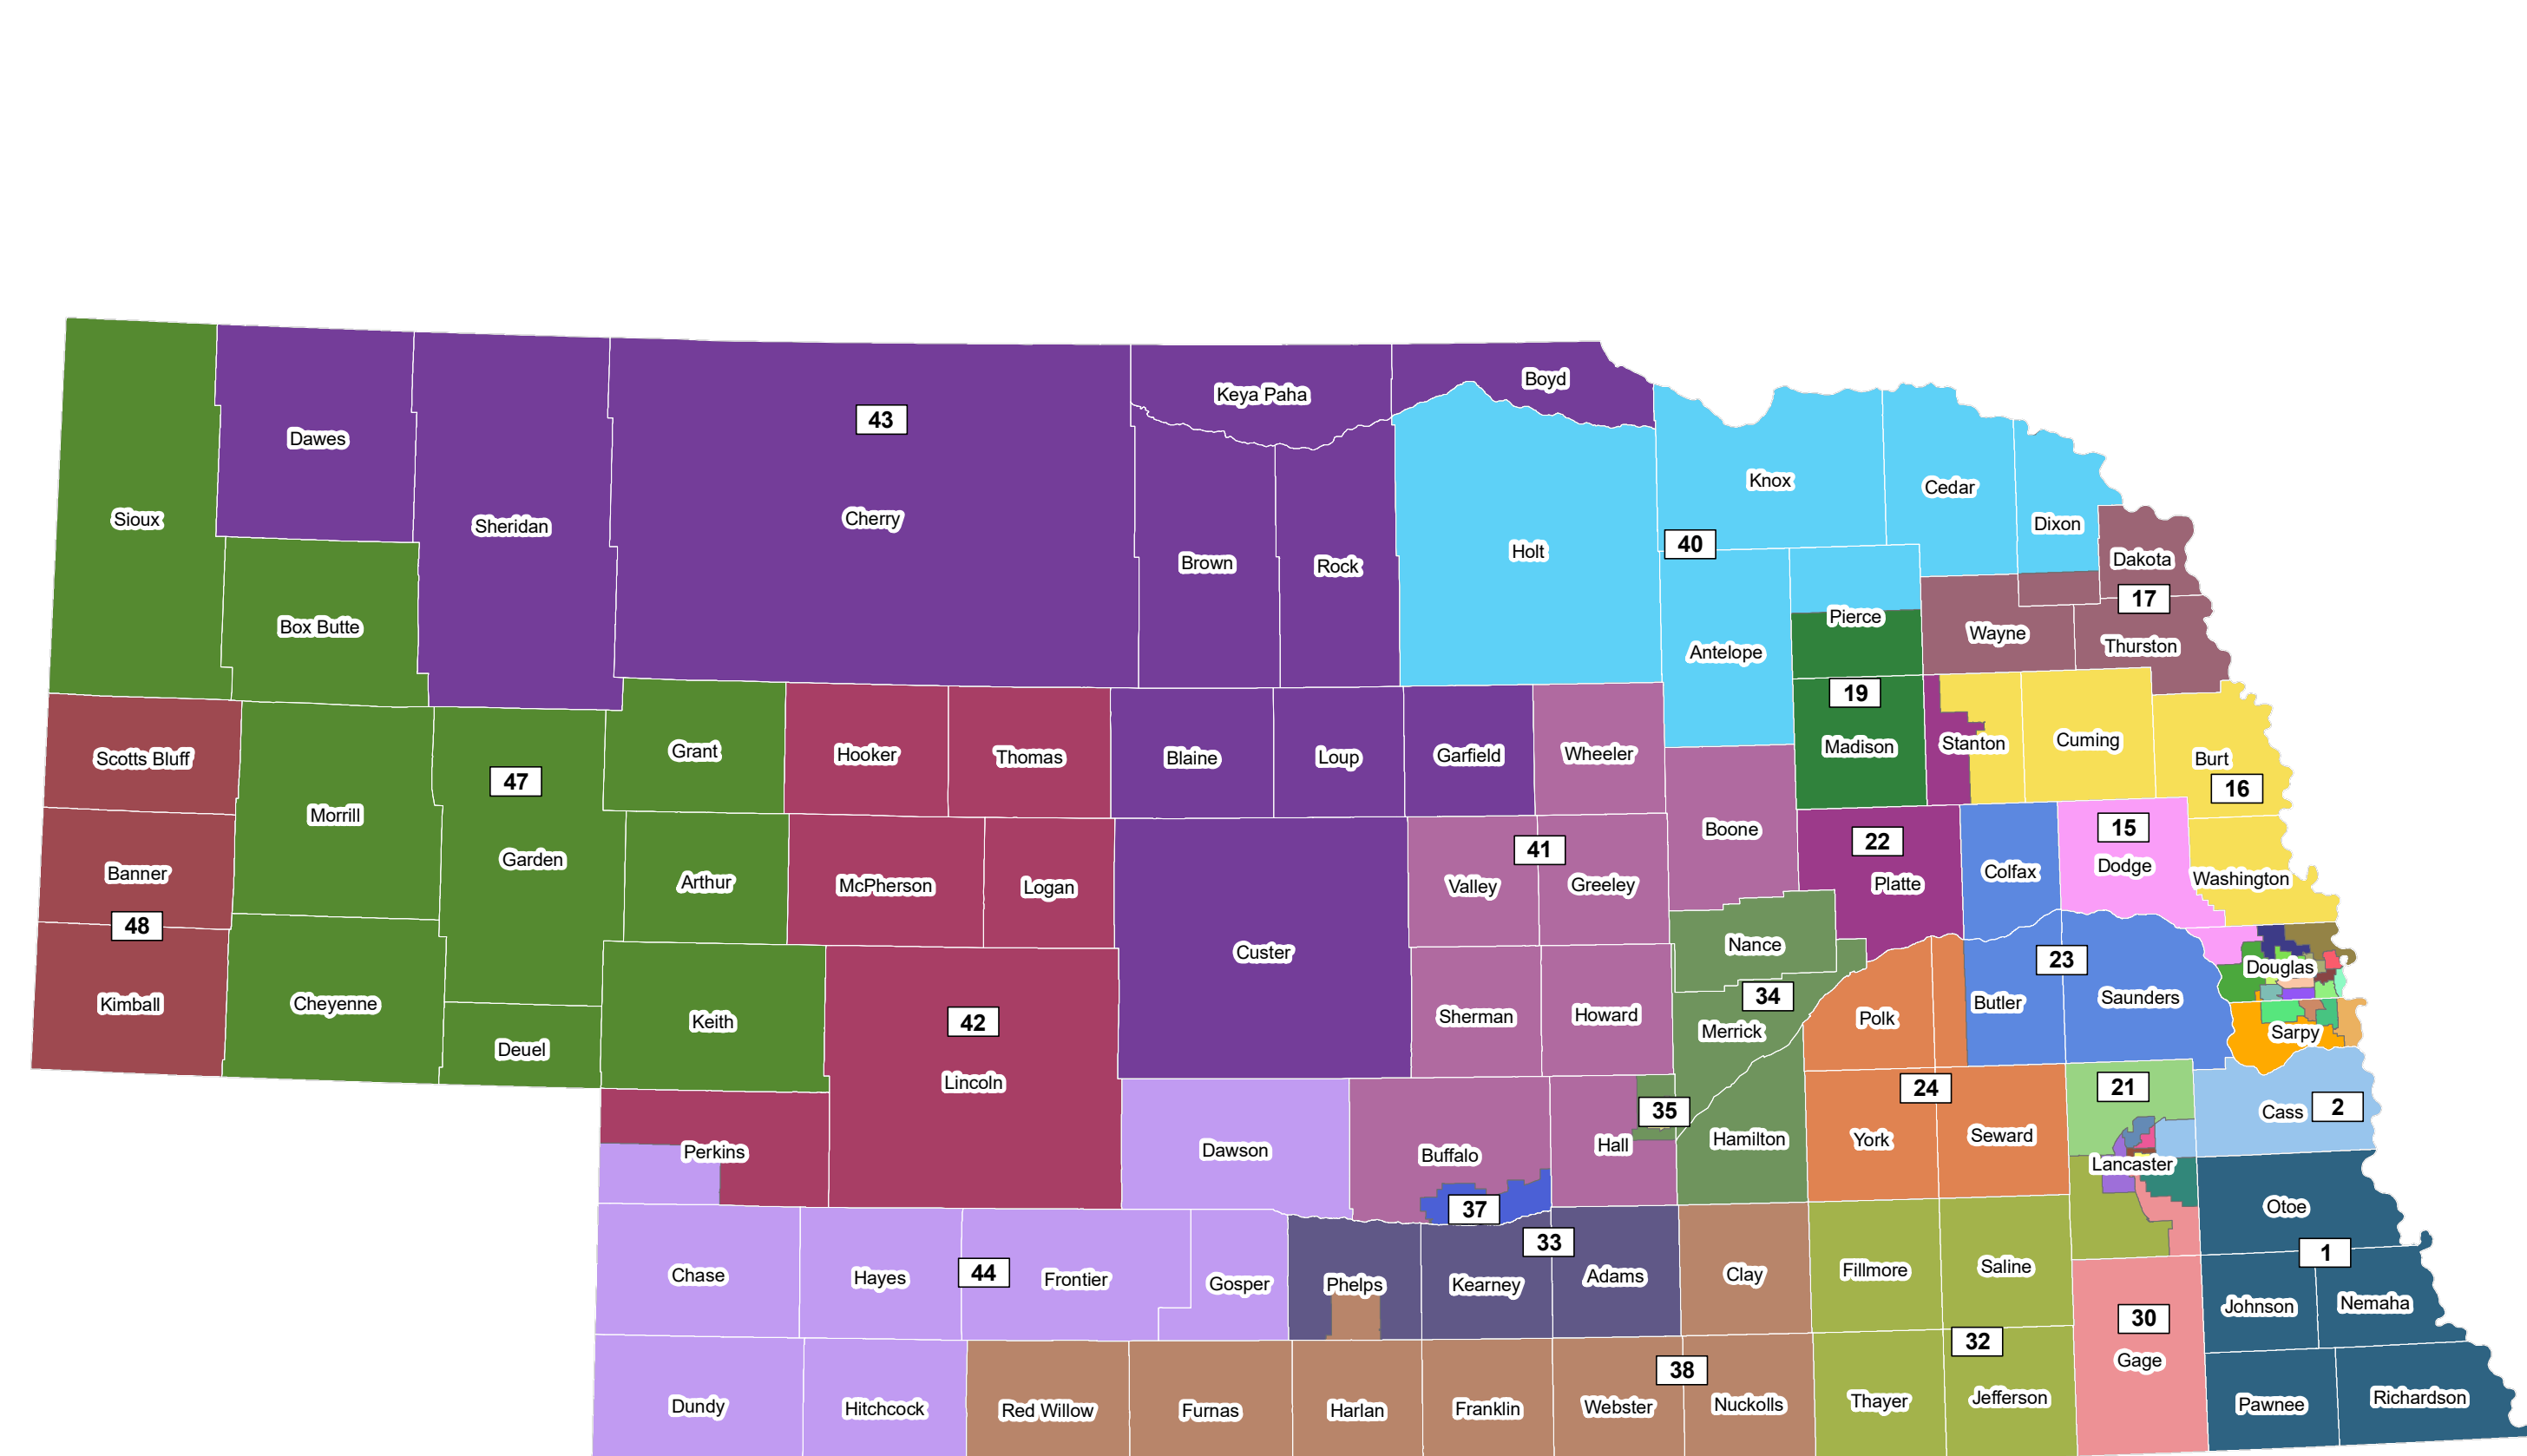 Boyd
Keya Paha
43
Dawes
Knox
Cedar
Sioux
Cherry
Sheridan
Dixon
40
Holt
Dakota
Brown
Rock
17
Box Butte
Pierce
Wayne
Thurston
Antelope
19
Scotts Bluff
Grant
Hooker
Thomas
Blaine
Loup
Garfield
Wheeler
Madison
Stanton
Cuming
Burt
47
16
Morrill
Boone
22
15
41
Garden
Banner
Arthur
McPherson
Logan
Valley
Greeley
Platte
Colfax
Dodge
Washington
48
Custer
Nance
23
Douglas
Kimball
Cheyenne
34
Butler
Saunders
Keith
42
Sherman
Howard
Merrick
Polk
Sarpy
Deuel
Lincoln
24
21
35
Cass
2
Perkins
Dawson
Buffalo
Hall
Hamilton
York
Seward
Lancaster
37
Otoe
33
1
Chase
Hayes
44
Frontier
Gosper
Phelps
Kearney
Adams
Clay
Fillmore
Saline
Johnson
Nemaha
30
32
Gage
38
Dundy
Hitchcock
Red Willow
Furnas
Harlan
Franklin
Webster
Nuckolls
Thayer
Jefferson
Pawnee
Richardson